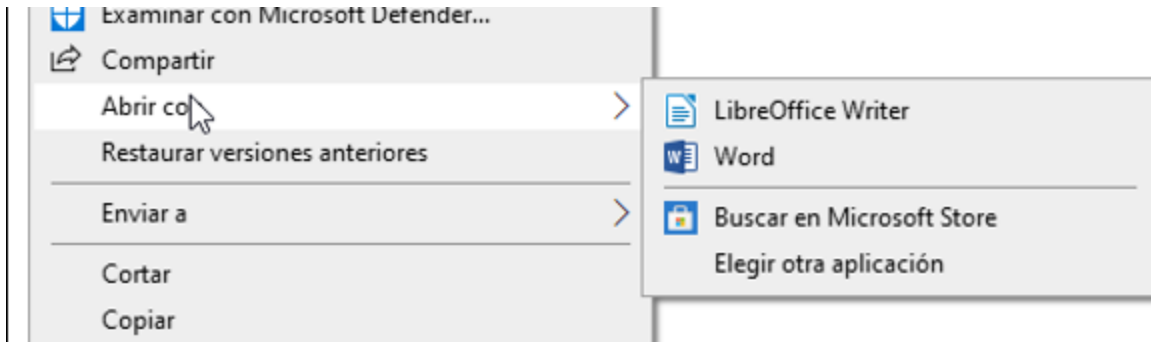 Examinar con Microsoft Defender...
Compartir
Abrir co
Restaurar versiones anteriores
Enviar a
Cortar
Copiar
LibreOffice Writer
Word
Buscar en Microsoft Store
Elegir otra aplicación